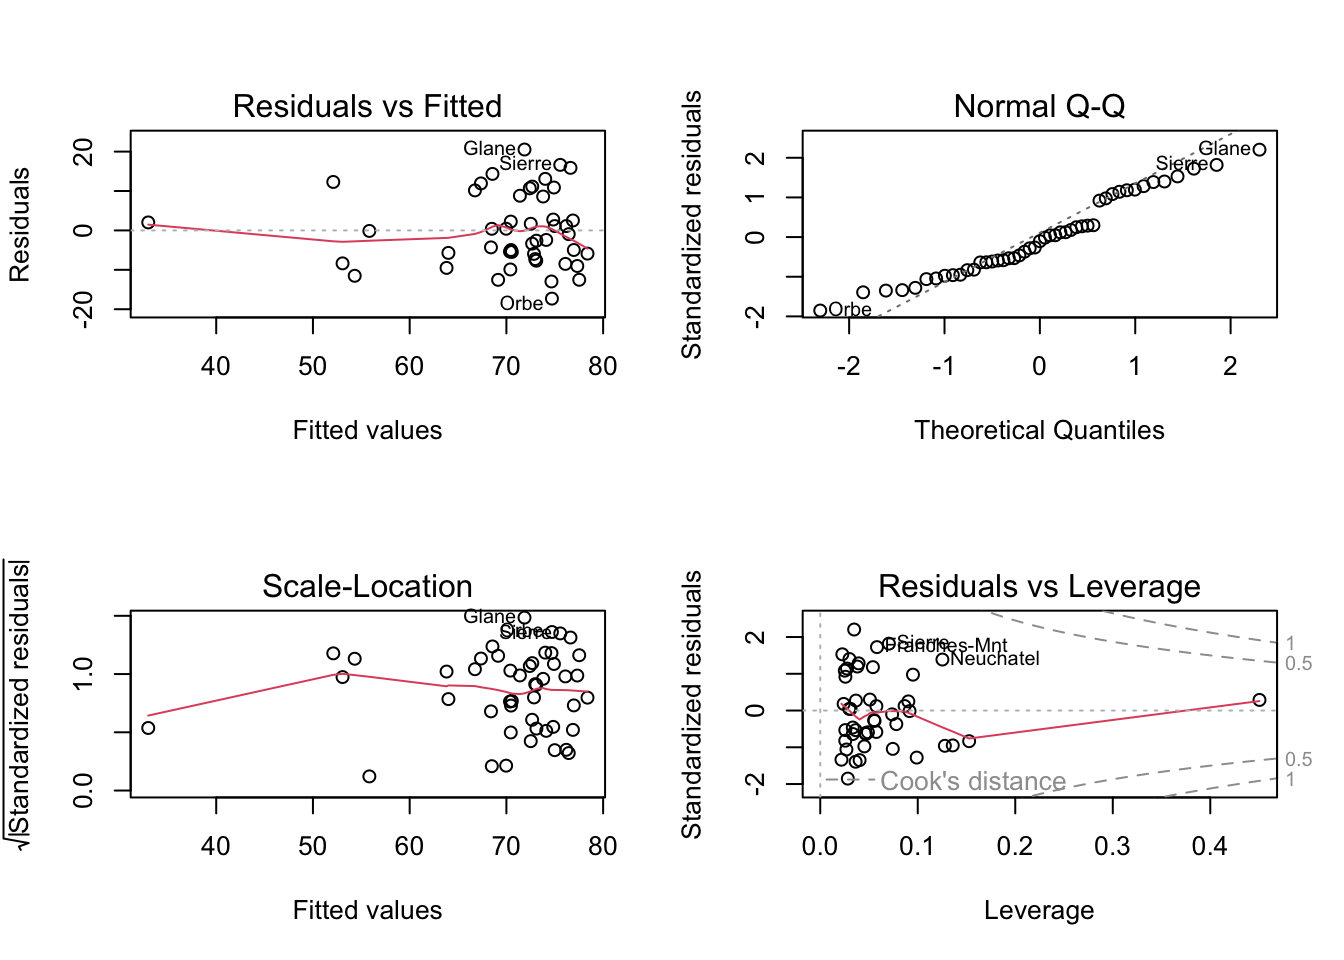 Residuals vs Fitted
Residuals
20
0
-20
Glane
Sierre
Orbe
40 50 60 70 80
Fitted values
Normal Q-Q
Standardized residuals
2
1
0
-2
Glane
Sierre
Orbe
-2 -1 0 1 2
Theoretical Quantiles
Scale-Location
√|Standardized residuals|
1.0
0.0
Glane
Orbe
Sierre
40 50 60 70 80
Fitted values
Residuals vs Leverage
Standardized residuals
2
0
-2
Sierre
Franches-Mnt
Neuchatel
1
0.5
0.5
1
Cook's distance
0.0 0.1 0.2 0.3 0.4
Leverage